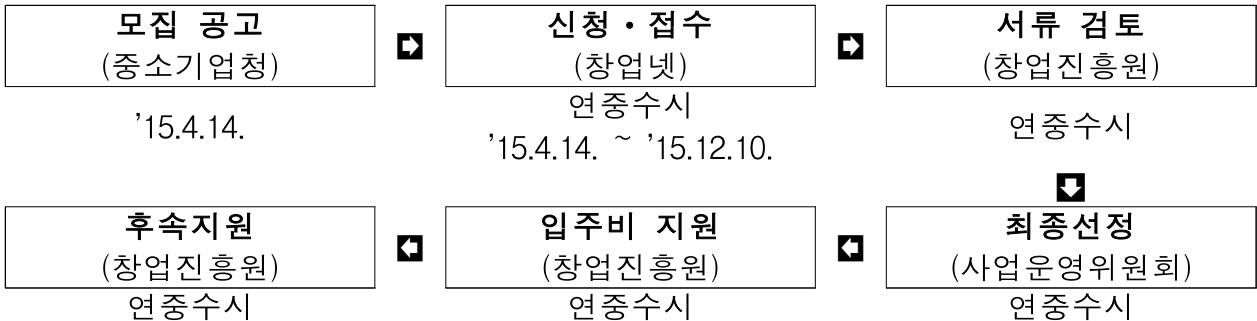 모집 공고
(중소기업청)
'15.4.14.
신청·접수
(창업넷)
연중수시
'15.4.14. ~ '15.12.10.
서류 검토
(창업진흥원)
연중수시
최종선정
(사업운영위원회)
연중수시
입주비 지원
(창업진흥원)
연중수시
후속지원
(창업진흥원)
연중수시